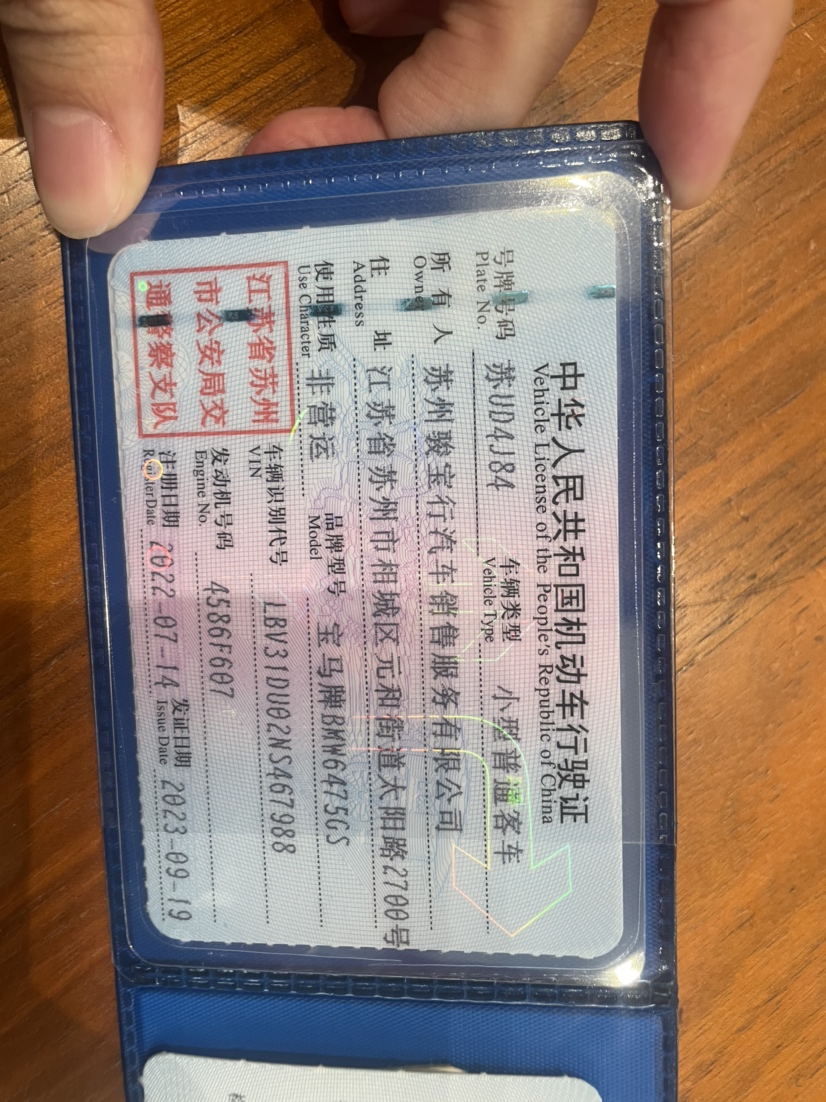 中华人民共和国机动车行驶证
Vehicle License of the People's Republic of China
号牌号码 苏UD4J84 车辆类型 小型普通客车
Plate No. Vehicle Type
所有人 苏州骏宝行汽车销售服务有限公司
Owner
住址 江苏省苏州市相城区元和街道太阳路2700号
Address
使用性质 非营运 品牌型号 宝马牌BMW6475GS
Use Character Model
江苏省苏州
市公安局交
通警察支队
车辆识别代号 LBV31DU02NS467988
VIN
发动机号码 4586F607
Engine No.
注册日期 2022-07-14 发证日期 2023-09-19
Register Date Issue Date